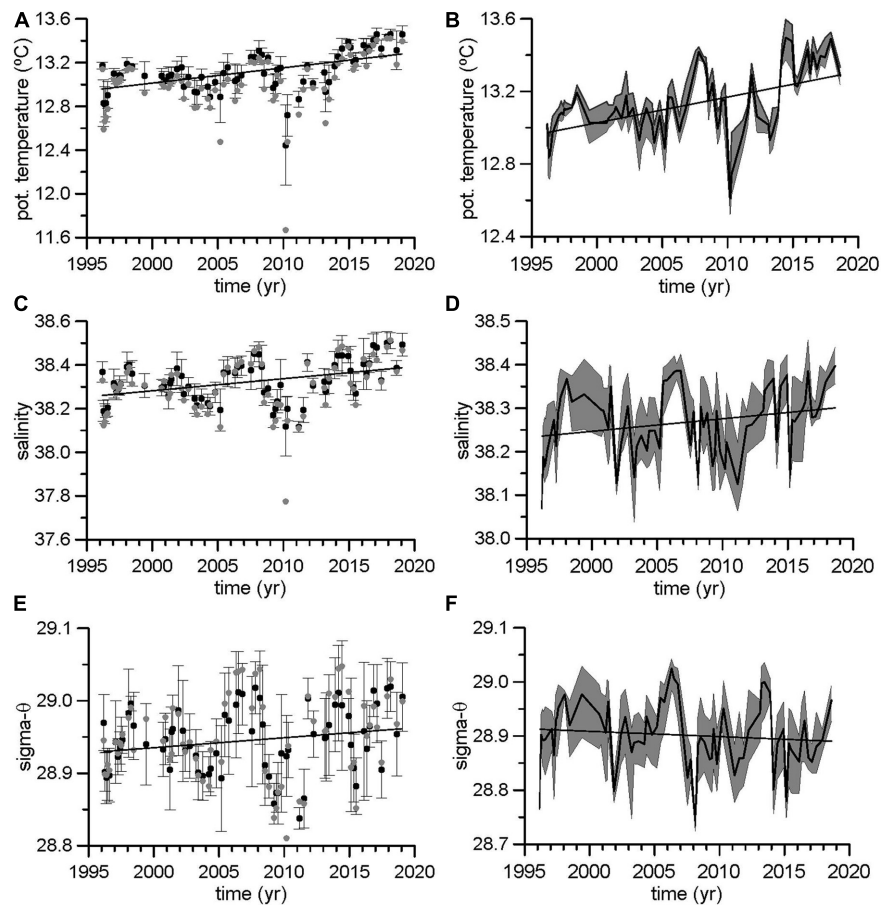 A
pot. temperature (ºC)
13.6
13.2
12.8
12.4
12.0
11.6
1995 2000 2005 2010 2015 2020
time (yr)
B
pot. temperature (ºC)
13.6
13.2
12.8
12.4
1995 2000 2005 2010 2015 2020
time (yr)
C
salinity
38.6
38.4
38.2
38.0
37.8
37.6
1995 2000 2005 2010 2015 2020
time (yr)
D
salinity
38.5
38.4
38.3
38.2
38.1
38.0
1995 2000 2005 2010 2015 2020
time (yr)
E
sigma-θ
29.1
29.0
28.9
28.8
1995 2000 2005 2010 2015 2020
time (yr)
F
sigma-θ
29.1
29.0
28.9
28.8
28.7
1995 2000 2005 2010 2015 2020
time (yr)